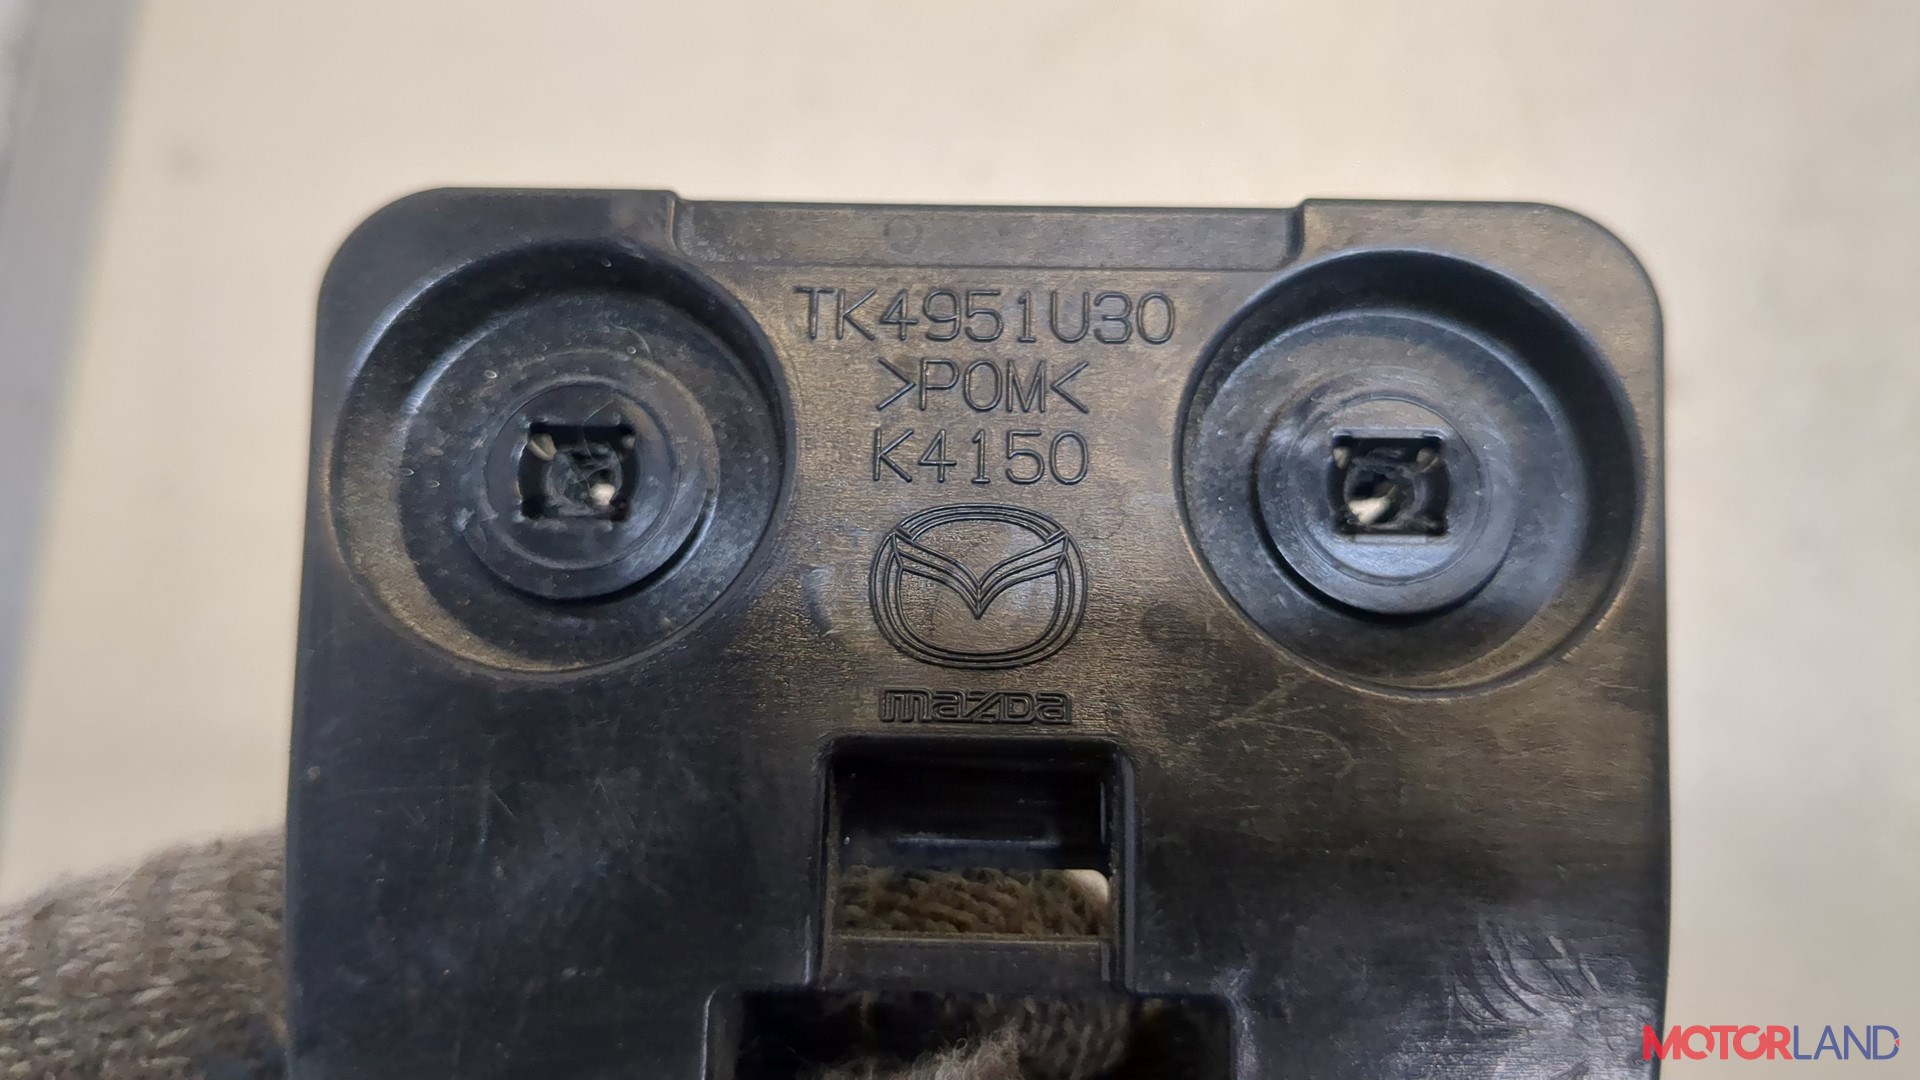 TK4951U30
>POM<
K4150
mazda
MOTORLAND